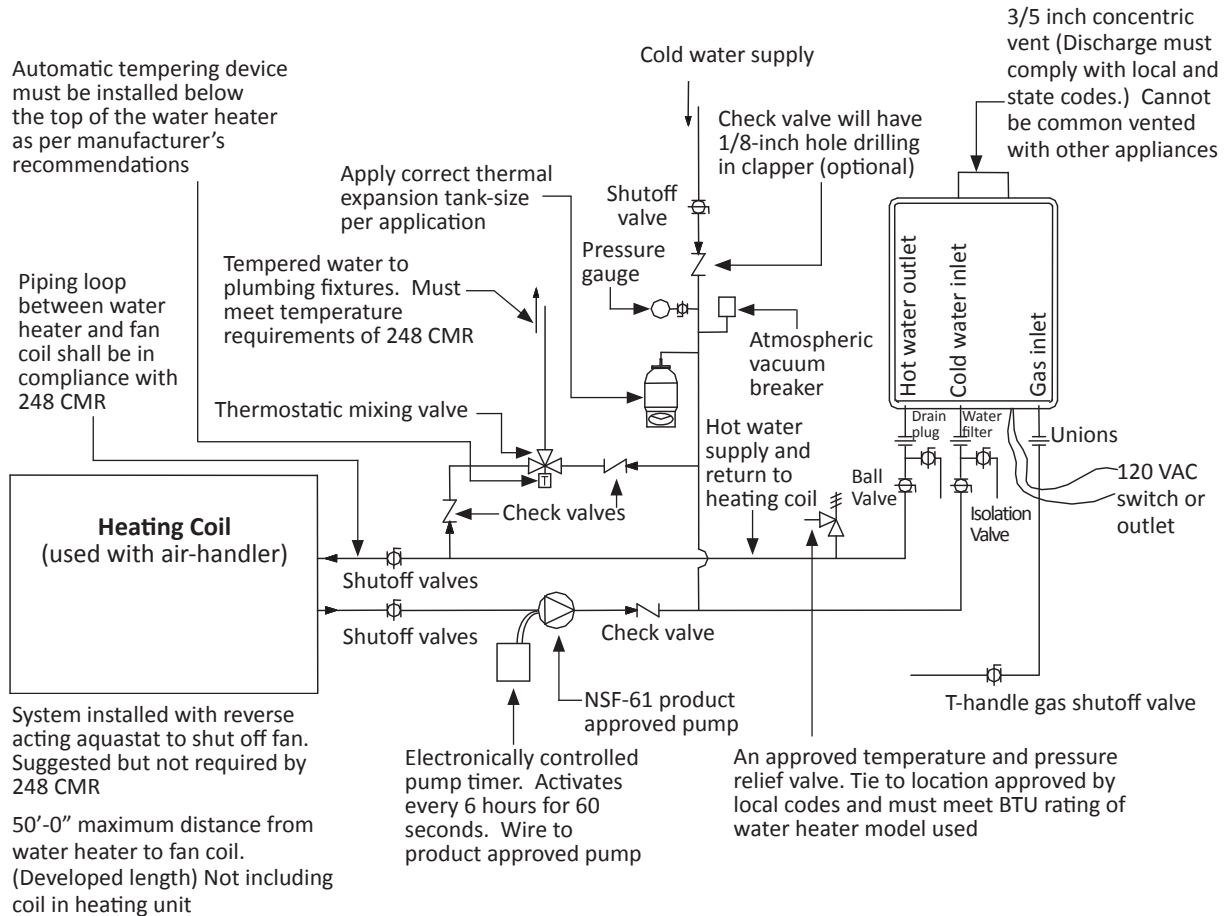 3/5 inch concentric
vent (Discharge must
comply with local and
state codes.)  Cannot
be common vented
with other appliances
Cold water supply
Automatic tempering device
must be installed below
the top of the water heater
as per manufacturer’s
recommendations
Check valve will have
1/8-inch hole drilling
in clapper (optional)
Apply correct thermal
expansion tank-size
per application
Shutoff
valve
Pressure
gauge
Tempered water to
plumbing fixtures.  Must
meet temperature
requirements of 248 CMR
Piping loop
between water
heater and fan
coil shall be in
compliance with
248 CMR
Atmospheric
vacuum
breaker
Hot water outlet
Cold water inlet
Gas inlet
Thermostatic mixing valve
Drain
plug
Water
filter
Unions
Hot water
supply and
return to
heating coil
Ball
Valve
Isolation
Valve
120 VAC
switch or
outlet
T
Check valves
Heating Coil
(used with air-handler)
Shutoff valves
Shutoff valves
Check valve
NSF-61 product
approved pump
T-handle gas shutoff valve
System installed with reverse
acting aquastat to shut off fan.
Suggested but not required by
248 CMR
Electronically controlled
pump timer.  Activates
every 6 hours for 60
seconds.  Wire to
product approved pump
An approved temperature and pressure
relief valve. Tie to location approved by
local codes and must meet BTU rating of
water heater model used
50’-0” maximum distance from
water heater to fan coil.
(Developed length) Not including
coil in heating unit